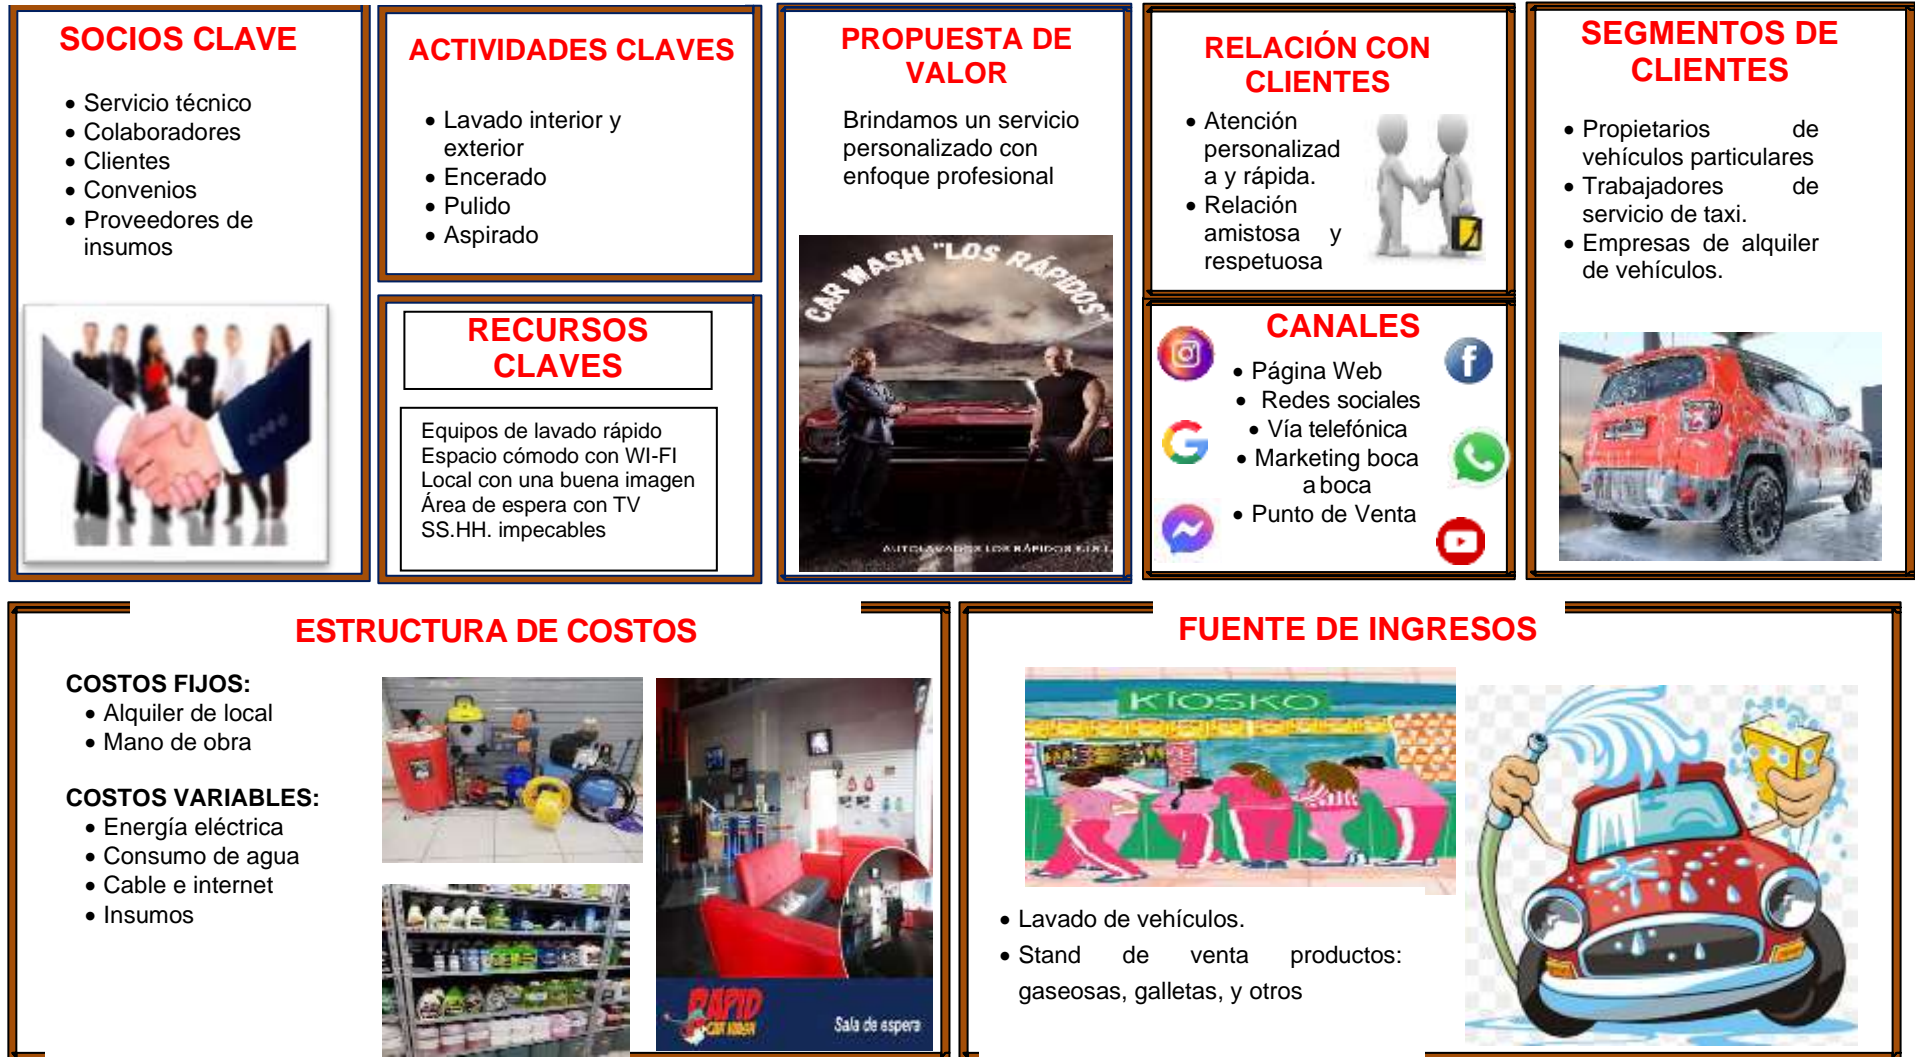 SOCIOS CLAVE
• Servicio técnico
• Colaboradores
• Clientes
• Convenios
• Proveedores de
insumos
ACTIVIDADES CLAVES
• Lavado interior y
exterior
• Encerado
• Pulido
• Aspirado
RECURSOS
CLAVES
Equipos de lavado rápido
Espacio cómodo con WI-FI
Local con una buena imagen
Área de espera con TV
SS.HH. impecables
PROPUESTA DE
VALOR
Brindamos un servicio
personalizado con
enfoque profesional
CAR WASH "LOS RÁPIDOS"
AUTOLAVADOS LOS RÁPIDOS E.I.R.L.
RELACIÓN CON
CLIENTES
• Atención
personalizad
a y rápida.
• Relación
amistosa y
respetuosa
CANALES
• Página Web
• Redes sociales
• Vía telefónica
• Marketing boca
a boca
• Punto de Venta
SEGMENTOS DE
CLIENTES
• Propietarios de
vehículos particulares
• Trabajadores de
servicio de taxi.
• Empresas de alquiler
de vehículos.
ESTRUCTURA DE COSTOS
COSTOS FIJOS:
• Alquiler de local
• Mano de obra
COSTOS VARIABLES:
• Energía eléctrica
• Consumo de agua
• Cable e internet
• Insumos
RAPID
CAR WASH
Sala de espera
FUENTE DE INGRESOS
KIOSKO
• Lavado de vehículos.
• Stand de venta productos:
gaseosas, galletas, y otros